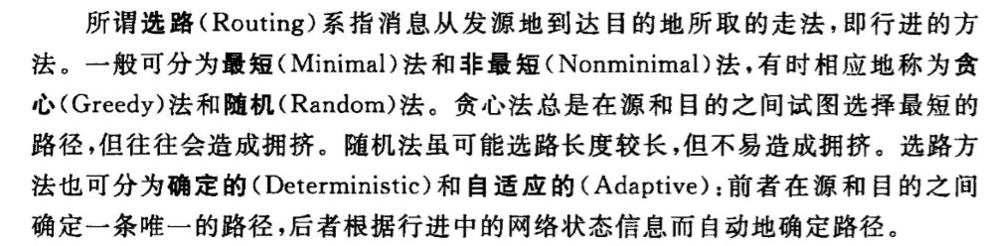 所谓选路(Routing)系指消息从发源地到达目的地所取的走法,即行进的方
法。一般可分为最短(Minimal)法和非最短(Nonminimal)法,有时相应地称为贪
心(Greedy)法和随机(Random)法。贪心法总是在源和目的之间试图选择最短的
路径,但往往会造成拥挤。随机法虽可能选路长度较长,但不易造成拥挤。选路方
法也可分为确定的(Deterministic)和自适应的(Adaptive):前者在源和目的之间
确定一条唯一的路径,后者根据行进中的网络状态信息而自动地确定路径。